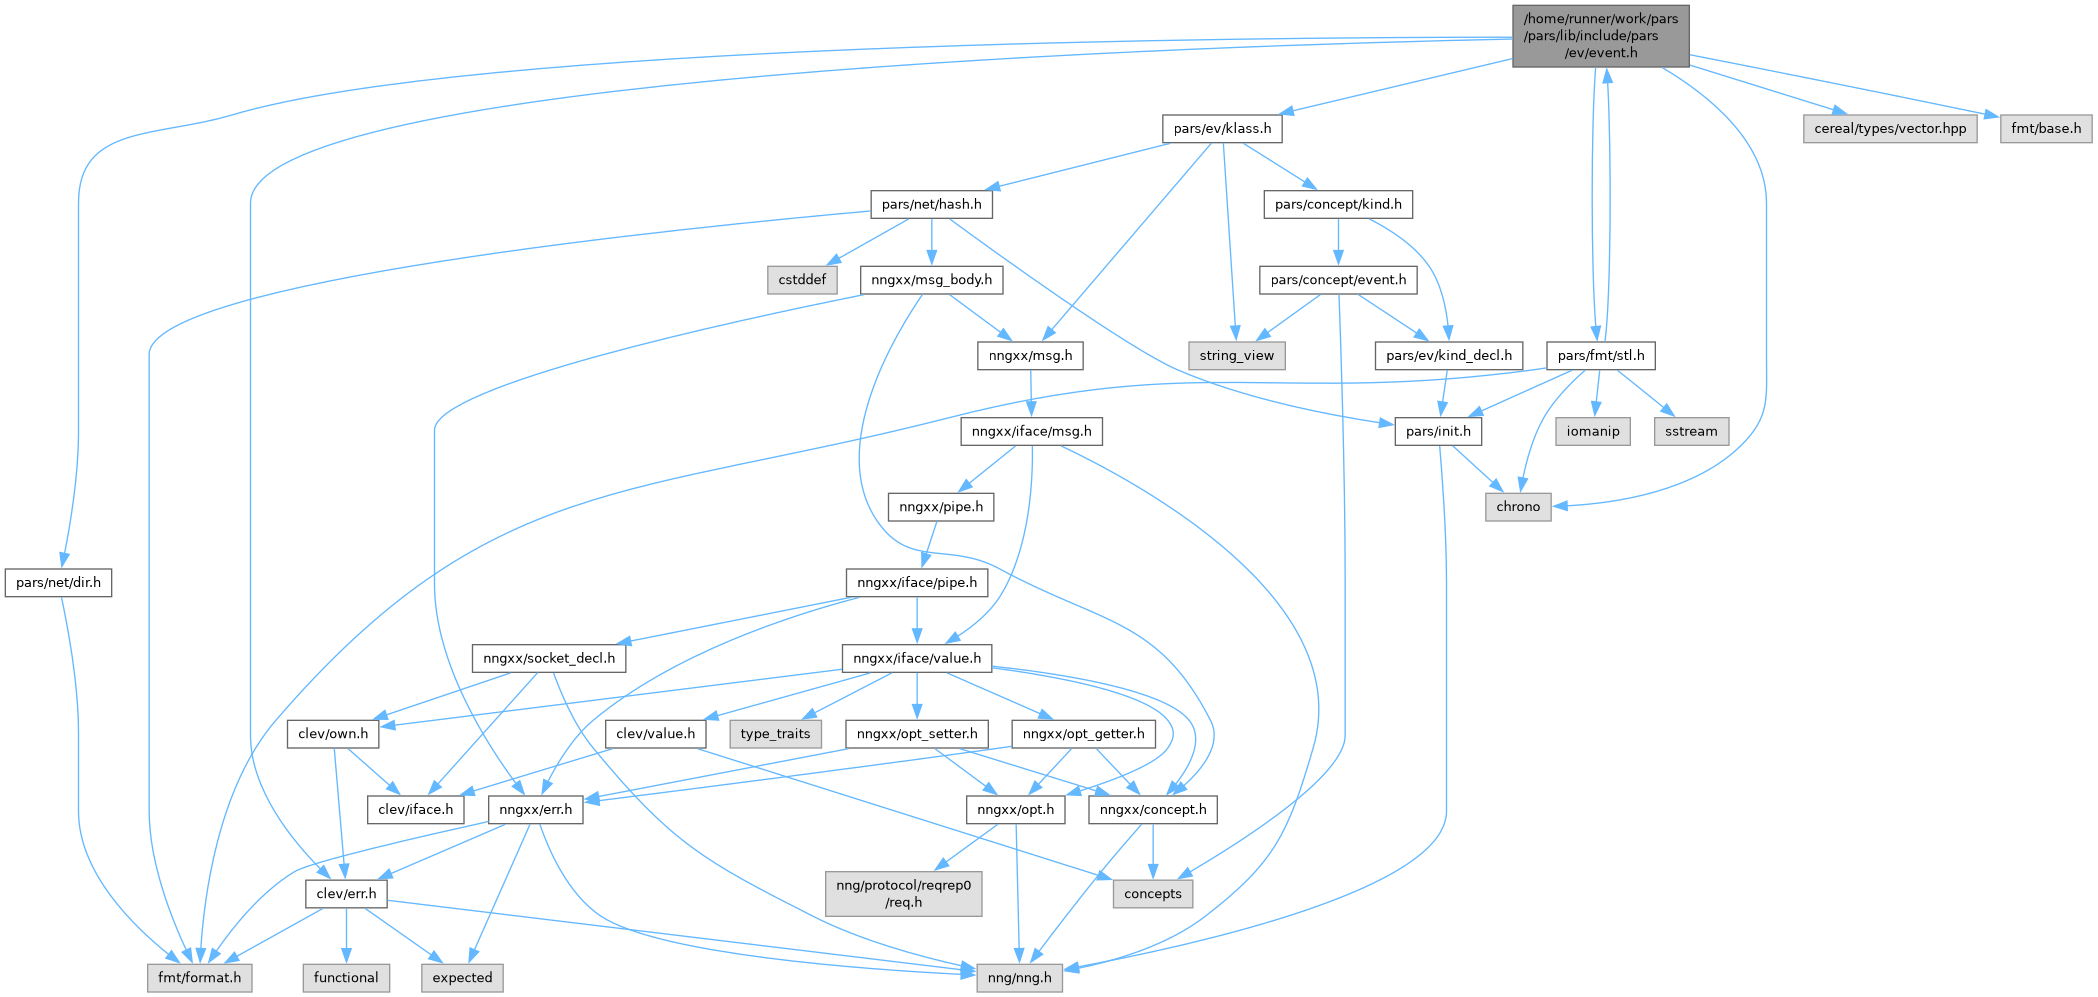 /home/runner/work/pars
/pars/lib/include/pars
/ev/event.h
pars/ev/klass.h
cereal/types/vector.hpp
fmt/base.h
pars/net/hash.h
pars/concept/kind.h
cstddef
nngxx/msg_body.h
pars/concept/event.h
nngxx/msg.h
string_view
pars/ev/kind_decl.h
pars/fmt/stl.h
nngxx/iface/msg.h
pars/init.h
iomanip
sstream
nngxx/pipe.h
chrono
pars/net/dir.h
nngxx/iface/pipe.h
nngxx/socket_decl.h
nngxx/iface/value.h
clev/own.h
clev/value.h
type_traits
nngxx/opt_setter.h
nngxx/opt_getter.h
clev/iface.h
nngxx/err.h
nngxx/opt.h
nngxx/concept.h
clev/err.h
nng/protocol/reqrep0
/req.h
concepts
fmt/format.h
functional
expected
nng/nng.h